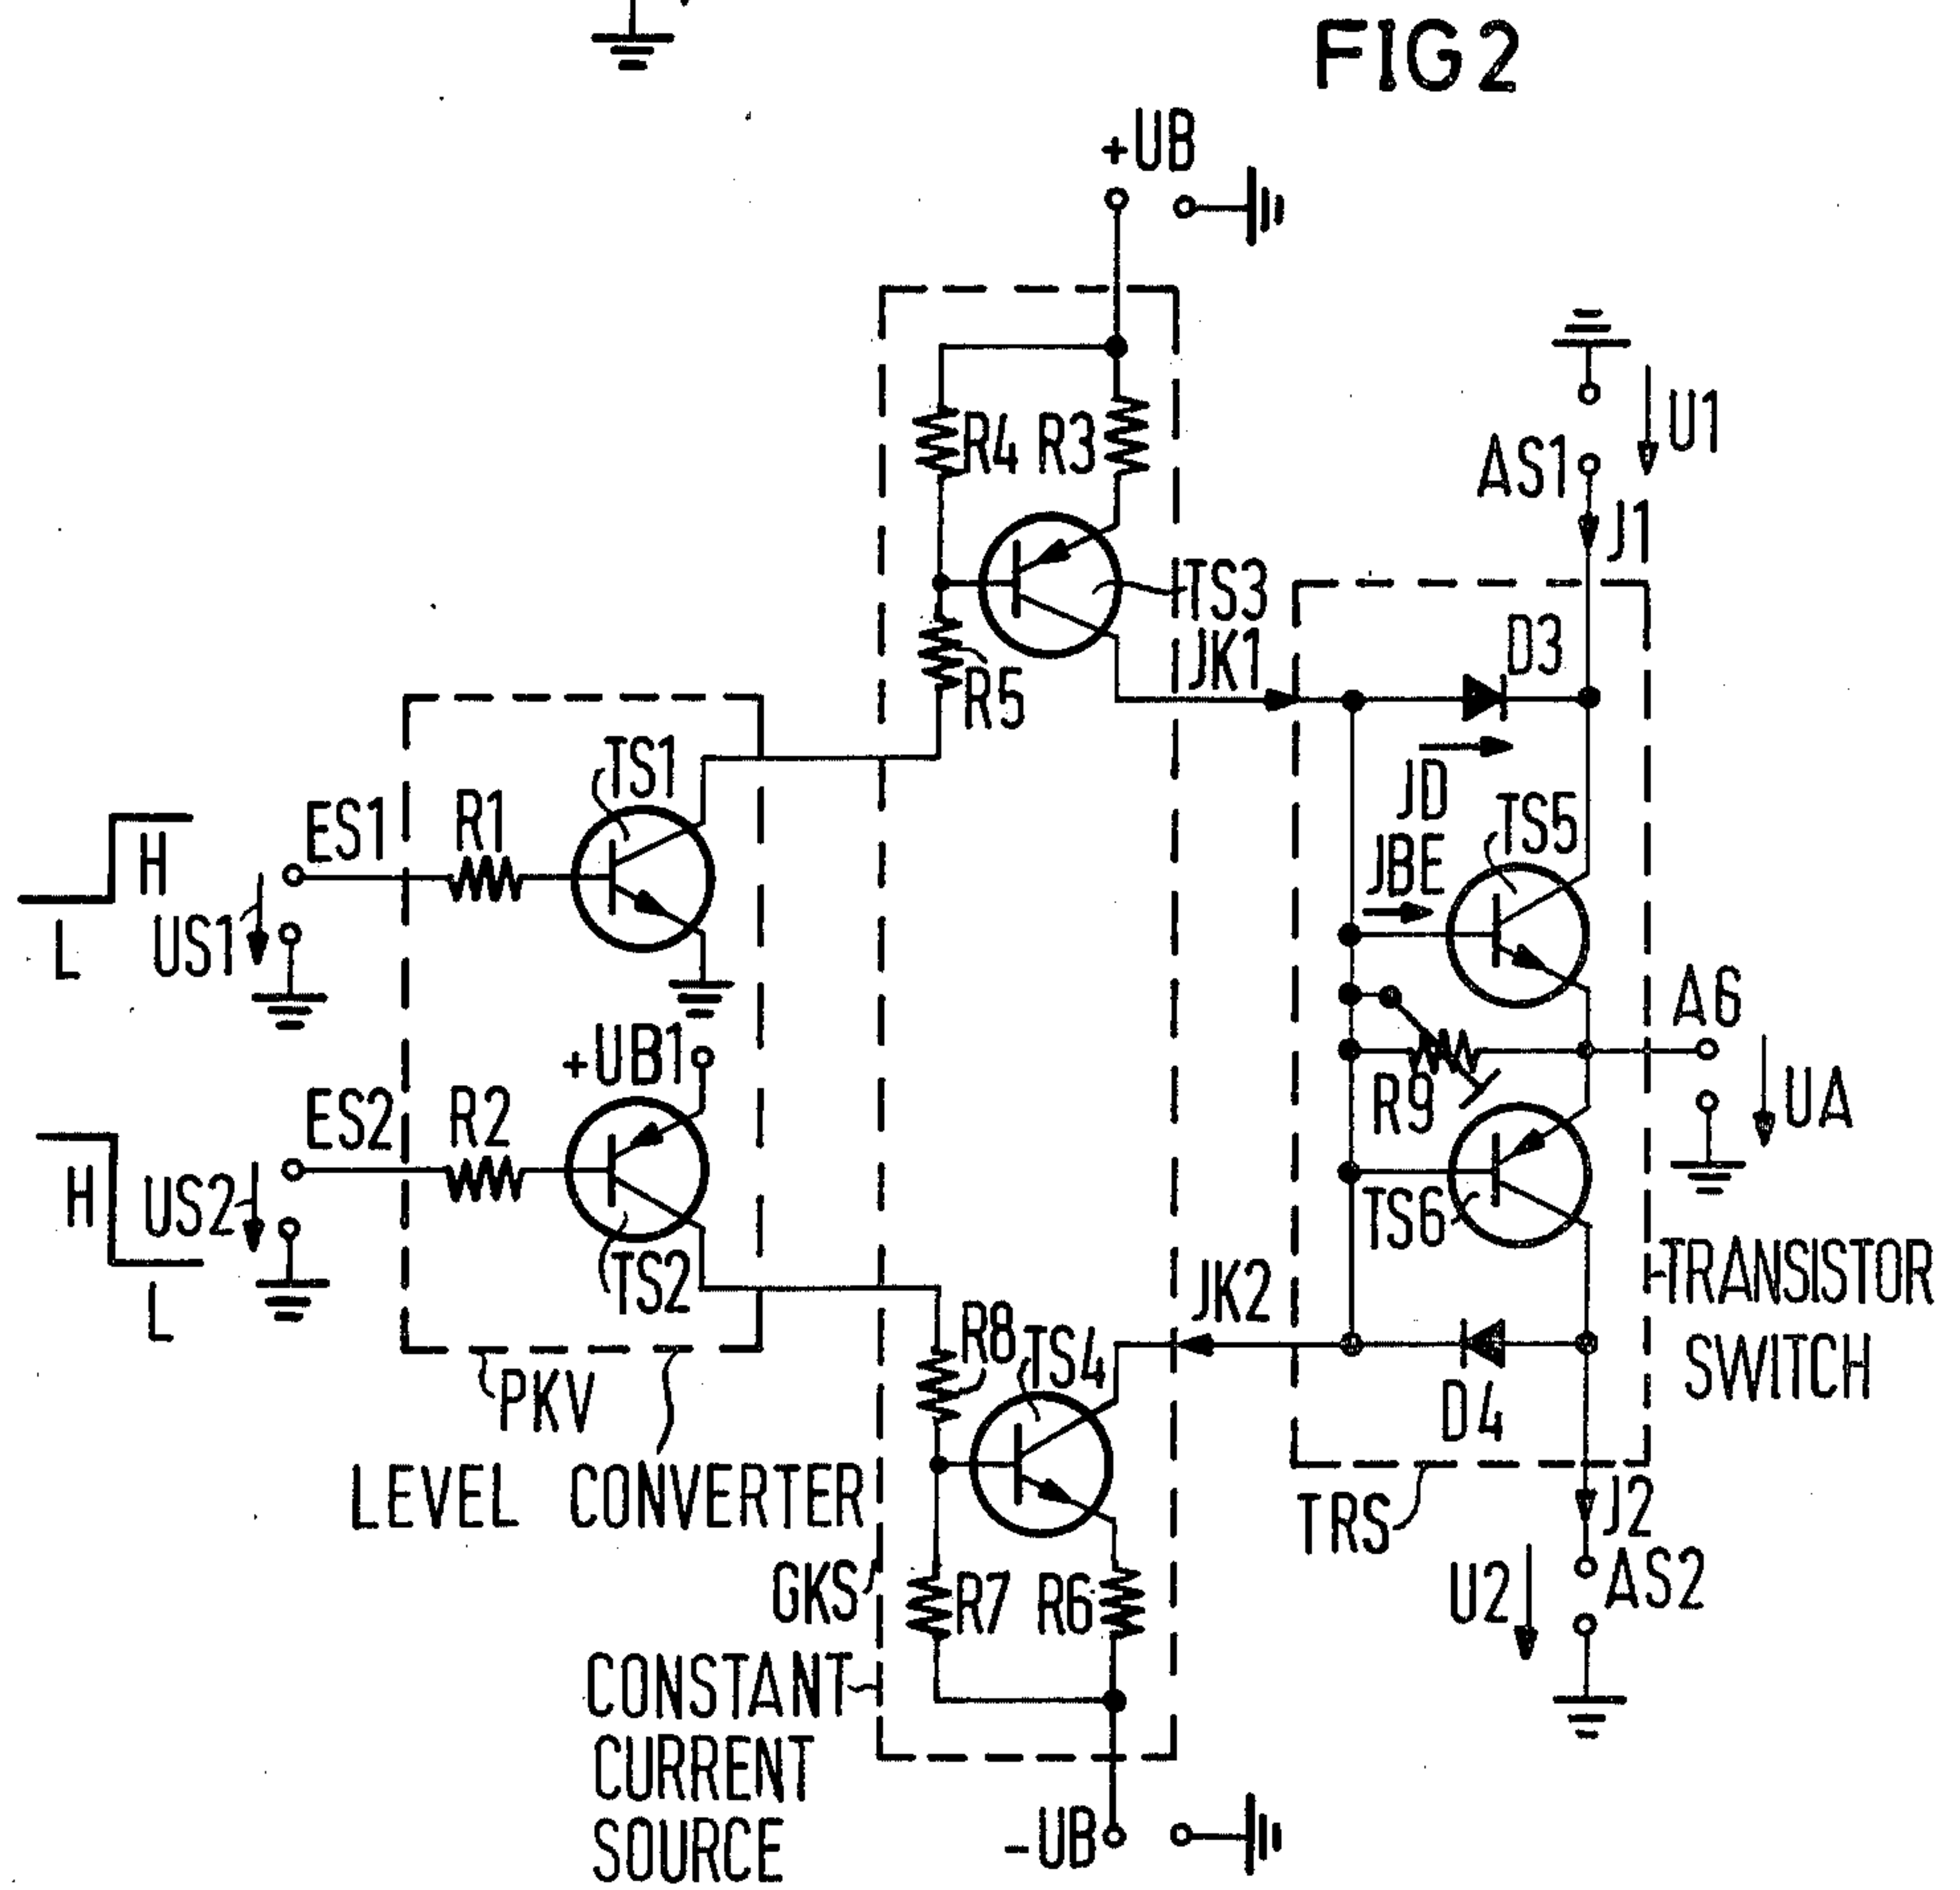 FIG 2
+UB
U1
AS1
J1
R4
R3
TS3
JK1
R5
D3
JD
TS5
JBE
TS1
ES1
R1
H
L
US1
+UB1
A6
UA
R9
ES2
R2
H
L
US2
TS2
TS6
TRANSISTOR
SWITCH
JK2
R8
TS4
D4
PKV
LEVEL CONVERTER
TRS
J2
AS2
U2
GKS
R7
R6
CONSTANT
CURRENT
SOURCE
-UB